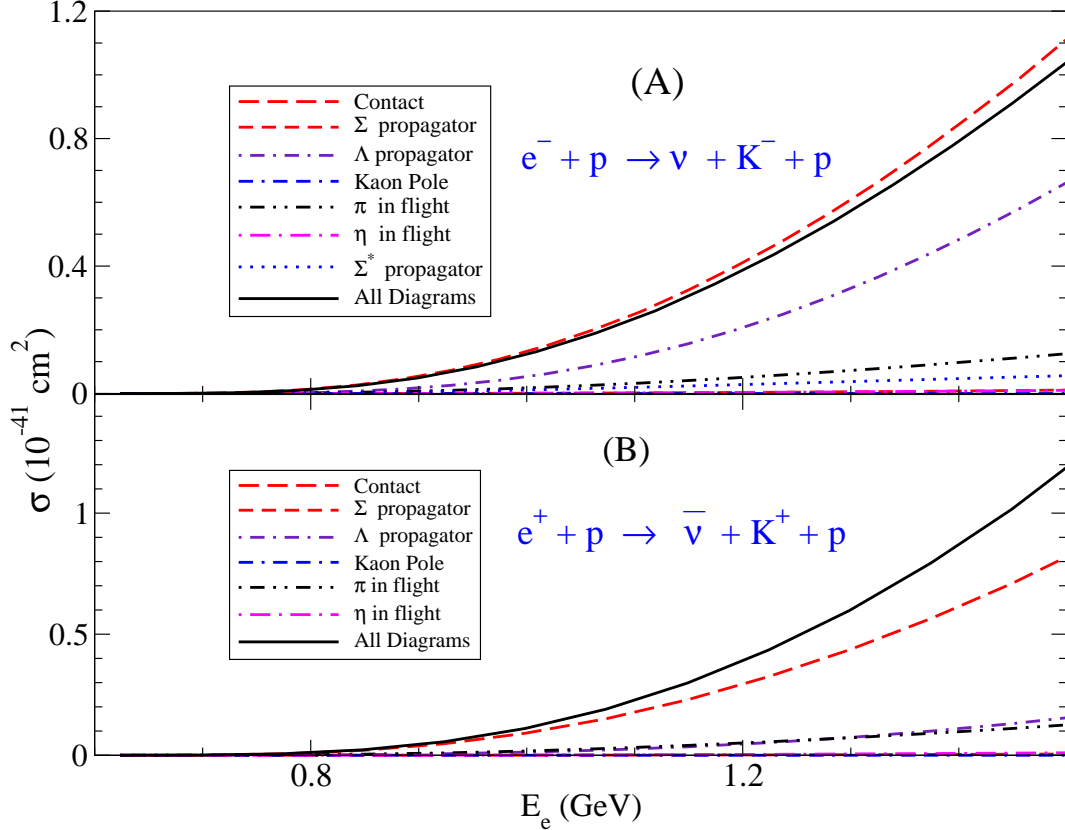 1.2
(A)
Contact
Σ propagator
Λ propagator
Kaon Pole
π in flight
η in flight
Σ* propagator
All Diagrams
e⁻ + p → ν + K⁻ + p
0.8
0.4
0
σ (10⁻⁴¹ cm²)
(B)
Contact
Σ propagator
Λ propagator
Kaon Pole
π in flight
η in flight
All Diagrams
e⁺ + p → ν̅ + K⁺ + p
1
0.5
0
0.8
1.2
E_e (GeV)